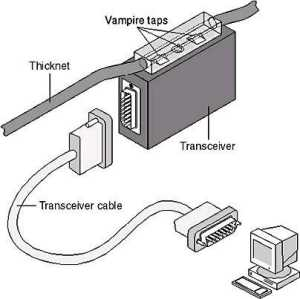 Vampire taps
Thicknet
Transceiver
Transceiver cable